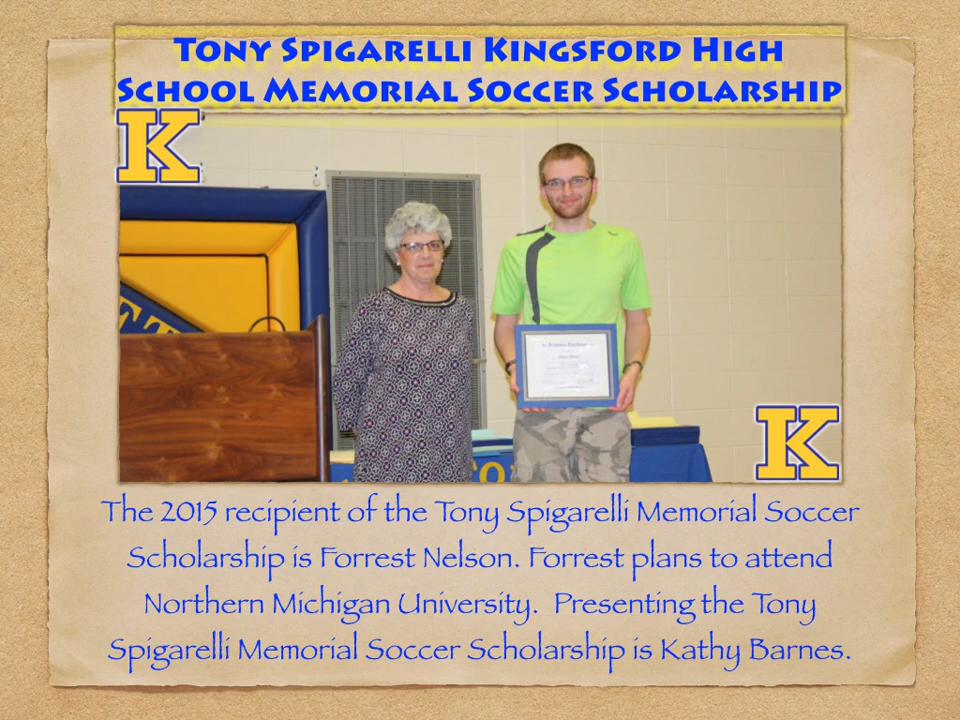 Tony Spigarelli Kingsford High
School Memorial Soccer Scholarship
K
K
The 2015 recipient of the Tony Spigarelli Memorial Soccer
Scholarship is Forrest Nelson. Forrest plans to attend
Northern Michigan University.  Presenting the Tony
Spigarelli Memorial Soccer Scholarship is Kathy Barnes.